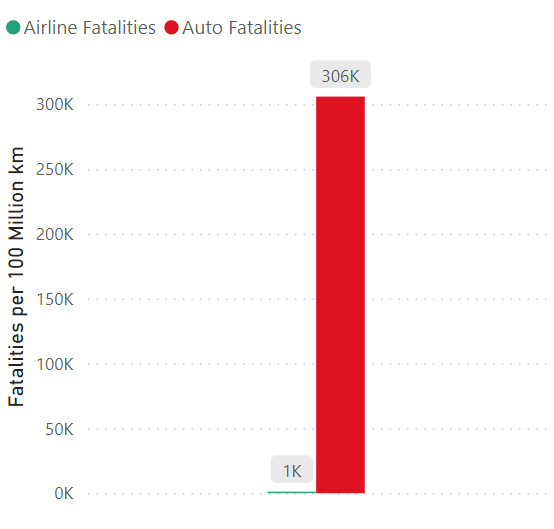 Airline Fatalities Auto Fatalities
306K
300K
250K
200K
150K
100K
50K
1K
0K
Fatalities per 100 Million km